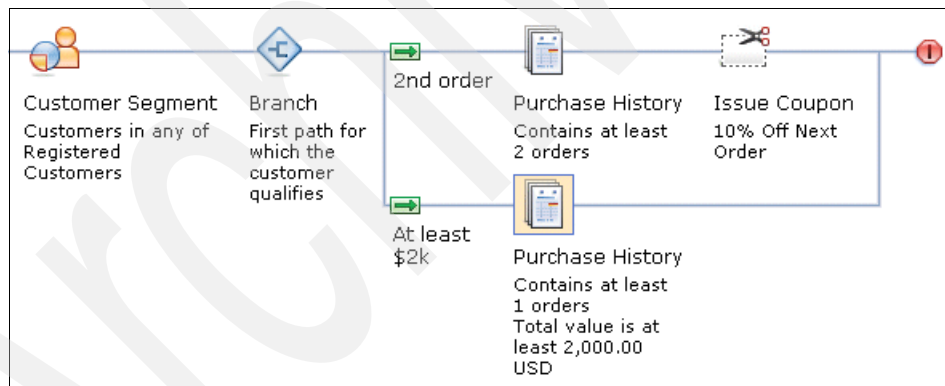 Customer Segment
Customers in any of
Registered
Customers
Branch
First path for
which the
customer
qualifies
2nd order
Purchase History
Contains at least
2 orders
Issue Coupon
10% Off Next
Order
At least
$2k
Purchase History
Contains at least
1 orders
Total value is at
least 2,000.00
USD